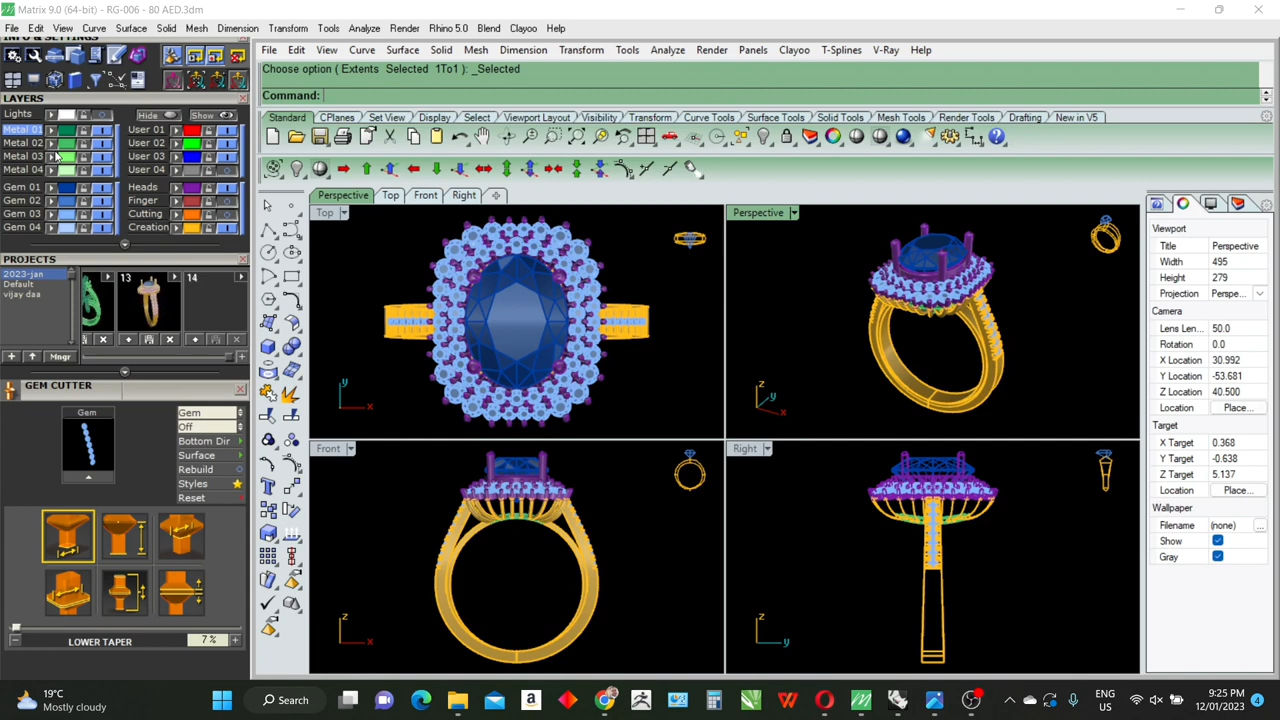 Matrix 9.0 (64-bit) - RG-006 - 80 AED.3dm
File Edit View Curve Surface Solid Mesh Dimension Transform Tools Analyze Render Rhino 5.0 Blend Clayoo Help
INFO & SETTINGS
LAYERS
Lights Hide Show
Metal 01 User 01
Metal 02 User 02
Metal 03 User 03
Metal 04 User 04
Gem 01 Heads
Gem 02 Finger
Gem 03 Cutting
Gem 04 Creation
PROJECTS
2023-jan
Default
vijay daa
13 14
Mngr
GEM CUTTER
Gem
Gem
Off
Bottom Dir
Surface
Rebuild
Styles
Reset
LOWER TAPER 7 %
File Edit View Curve Surface Solid Mesh Dimension Transform Tools Analyze Render Panels Clayoo T-Splines V-Ray Help
Choose option ( Extents Selected 1To1 ): _Selected
Command:
Standard CPlanes Set View Display Select Viewport Layout Visibility Transform Curve Tools Surface Tools Solid Tools Mesh Tools Render Tools Drafting New in V5
Perspective Top Front Right
Top
y
x
Perspective
z
y
x
Front
z
x
Right
z
y
Viewport
Title Perspective
Width 495
Height 279
Projection Perspe...
Camera
Lens Len... 50.0
Rotation 0.0
X Location 30.992
Y Location -53.681
Z Location 40.500
Location Place...
Target
X Target 0.368
Y Target -0.638
Z Target 5.137
Location Place...
Wallpaper
Filename (none) ...
Show
Gray
19°C
Mostly cloudy
Search
ENG
US
9:25 PM
12/01/2023